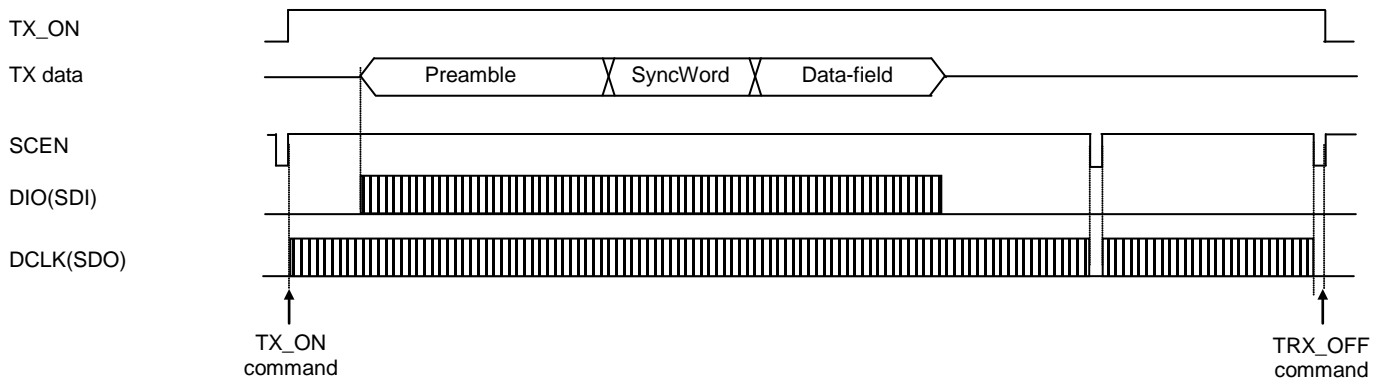 TX_ON
TX data
Preamble
SyncWord
Data-field
SCEN
DIO(SDI)
DCLK(SDO)
TX_ON
command
TRX_OFF
command